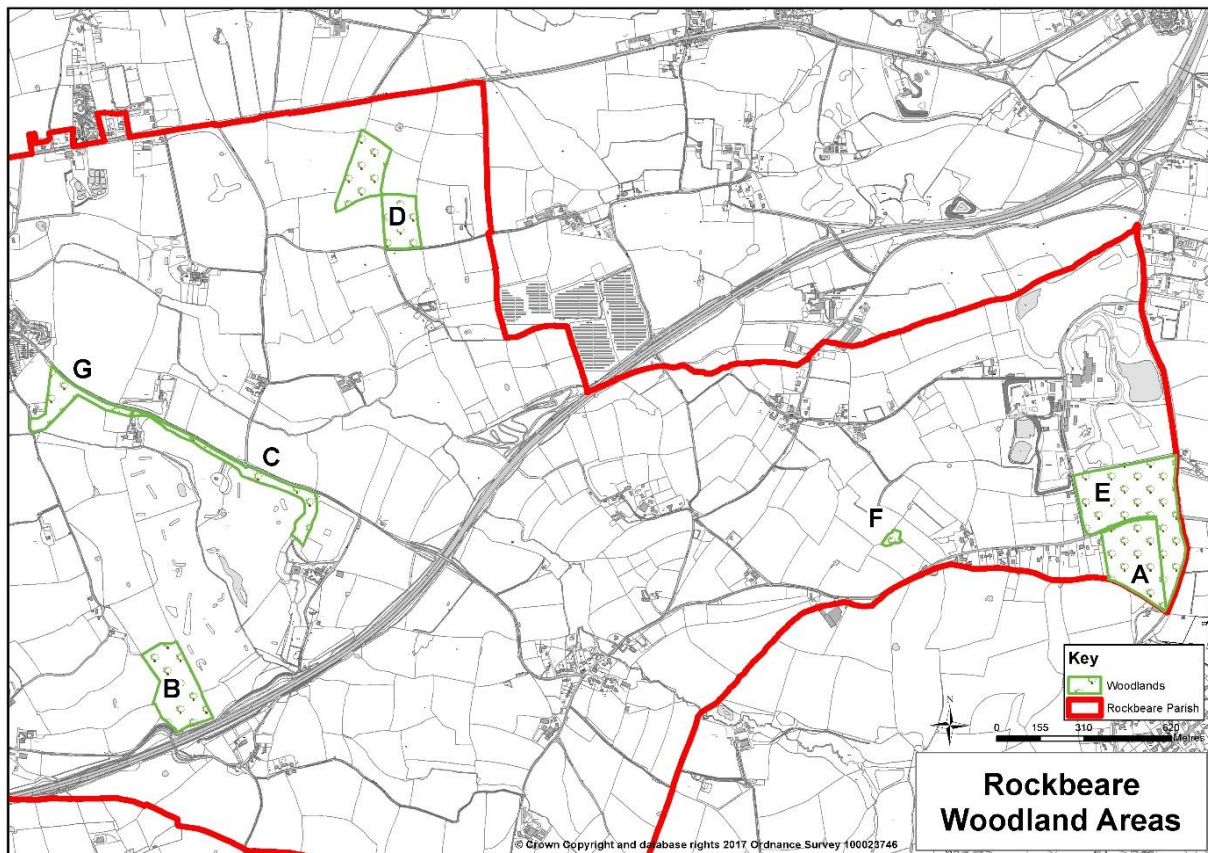 D
G
C
E
F
A
B
Key
Woodlands
Rockbeare Parish
N
0 155 310 620
Metres
Rockbeare
Woodland Areas
© Crown Copyright and database rights 2017 Ordnance Survey 100023746